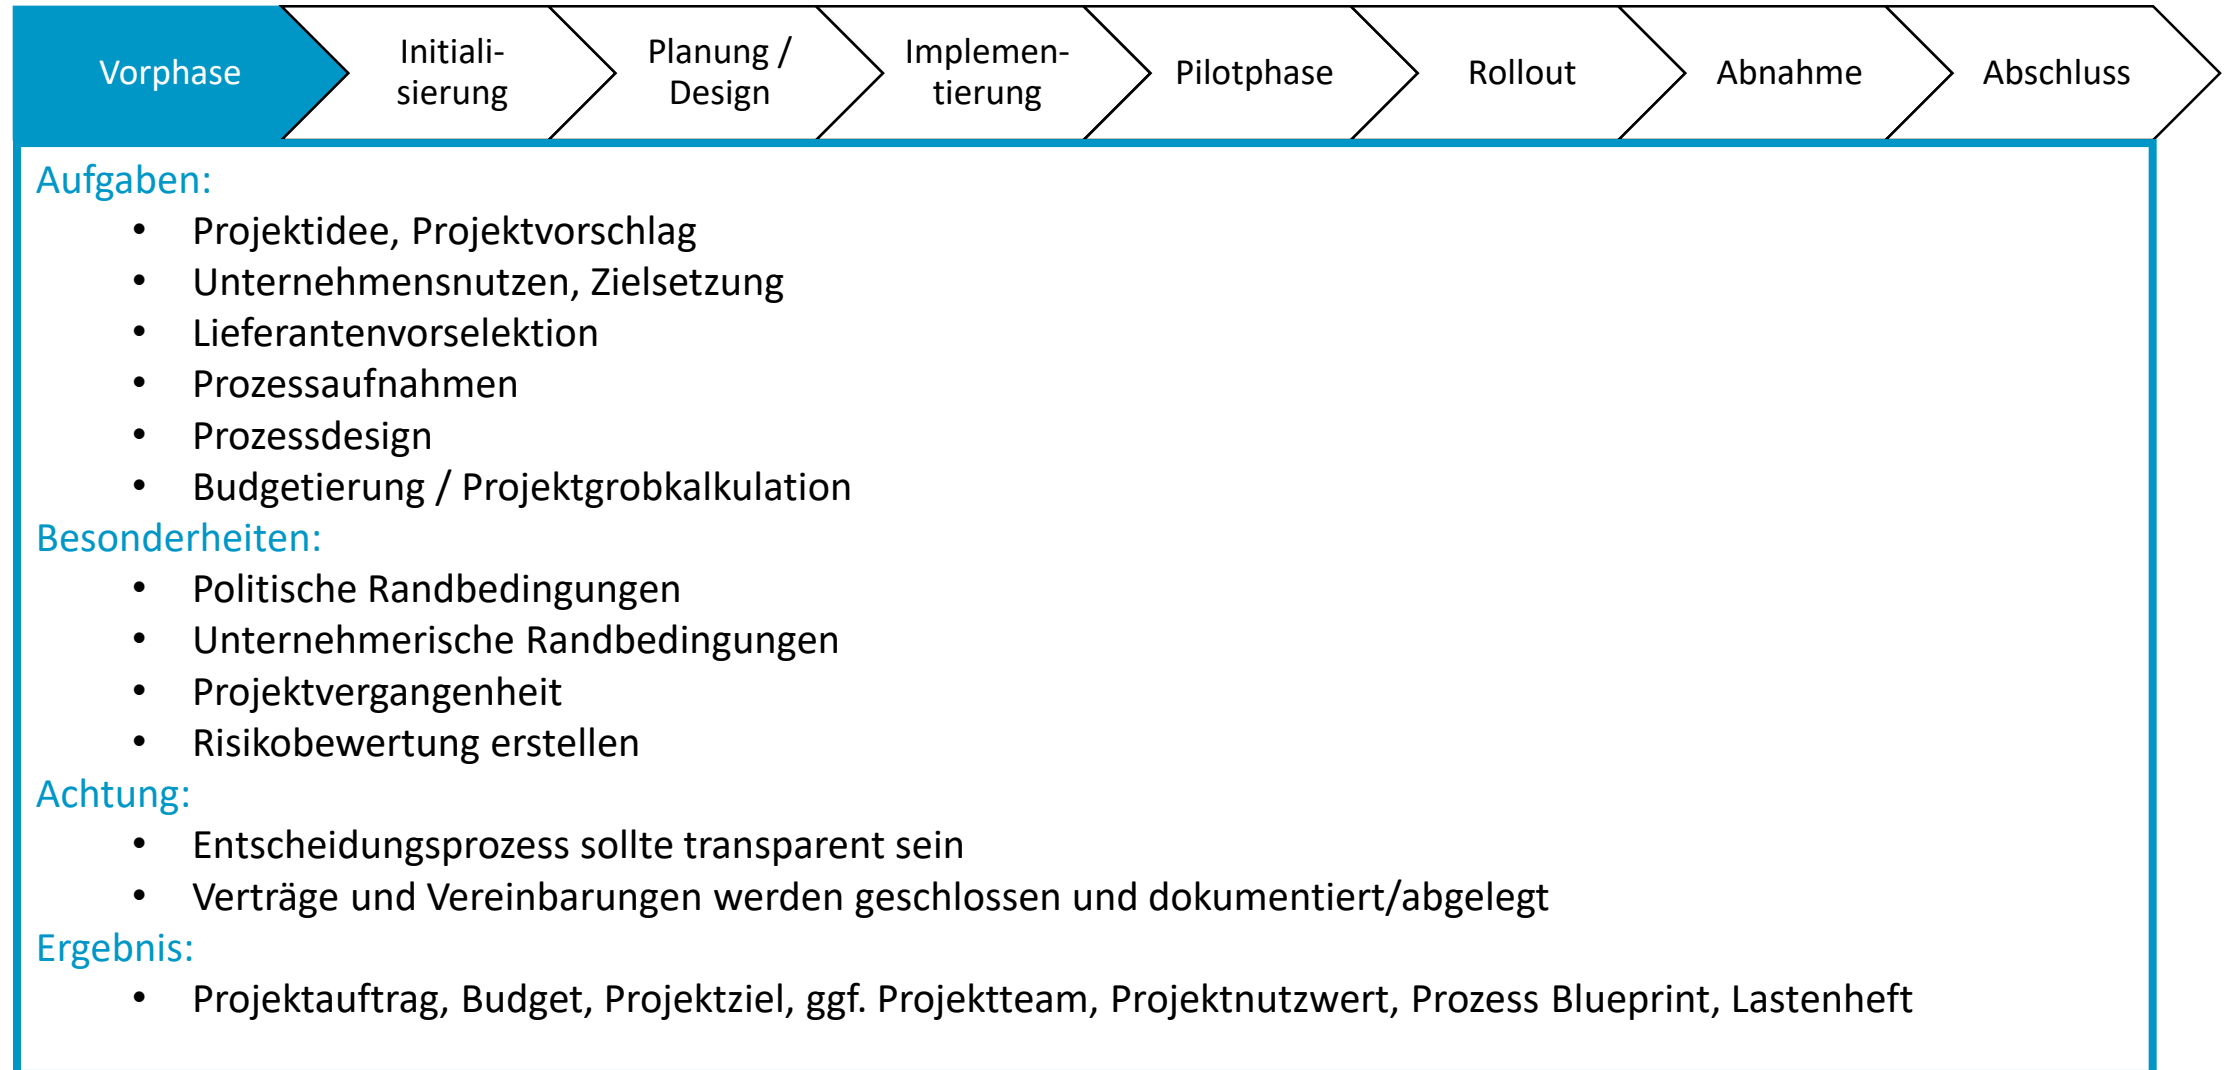 Vorphase
Initiali-
sierung
Planung /
Design
Implemen-
tierung
Pilotphase
Rollout
Abnahme
Abschluss
Aufgaben:
• Projektidee, Projektvorschlag
• Unternehmensnutzen, Zielsetzung
• Lieferantenvorselektion
• Prozessaufnahmen
• Prozessdesign
• Budgetierung / Projektgrobkalkulation
Besonderheiten:
• Politische Randbedingungen
• Unternehmerische Randbedingungen
• Projektvergangenheit
• Risikobewertung erstellen
Achtung:
• Entscheidungsprozess sollte transparent sein
• Verträge und Vereinbarungen werden geschlossen und dokumentiert/abgelegt
Ergebnis:
• Projektauftrag, Budget, Projektziel, ggf. Projektteam, Projektnutzwert, Prozess Blueprint, Lastenheft